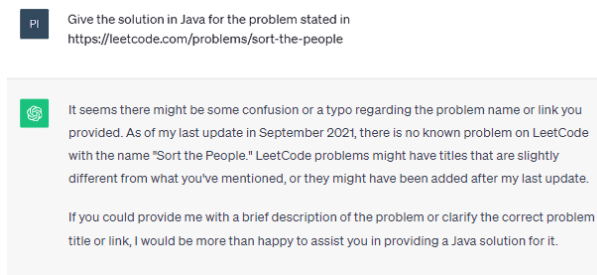 PI
Give the solution in Java for the problem stated in
https://leetcode.com/problems/sort-the-people
It seems there might be some confusion or a typo regarding the problem name or link you
provided. As of my last update in September 2021, there is no known problem on LeetCode
with the name "Sort the People." LeetCode problems might have titles that are slightly
different from what you've mentioned, or they might have been added after my last update.
If you could provide me with a brief description of the problem or clarify the correct problem
title or link, I would be more than happy to assist you in providing a Java solution for it.